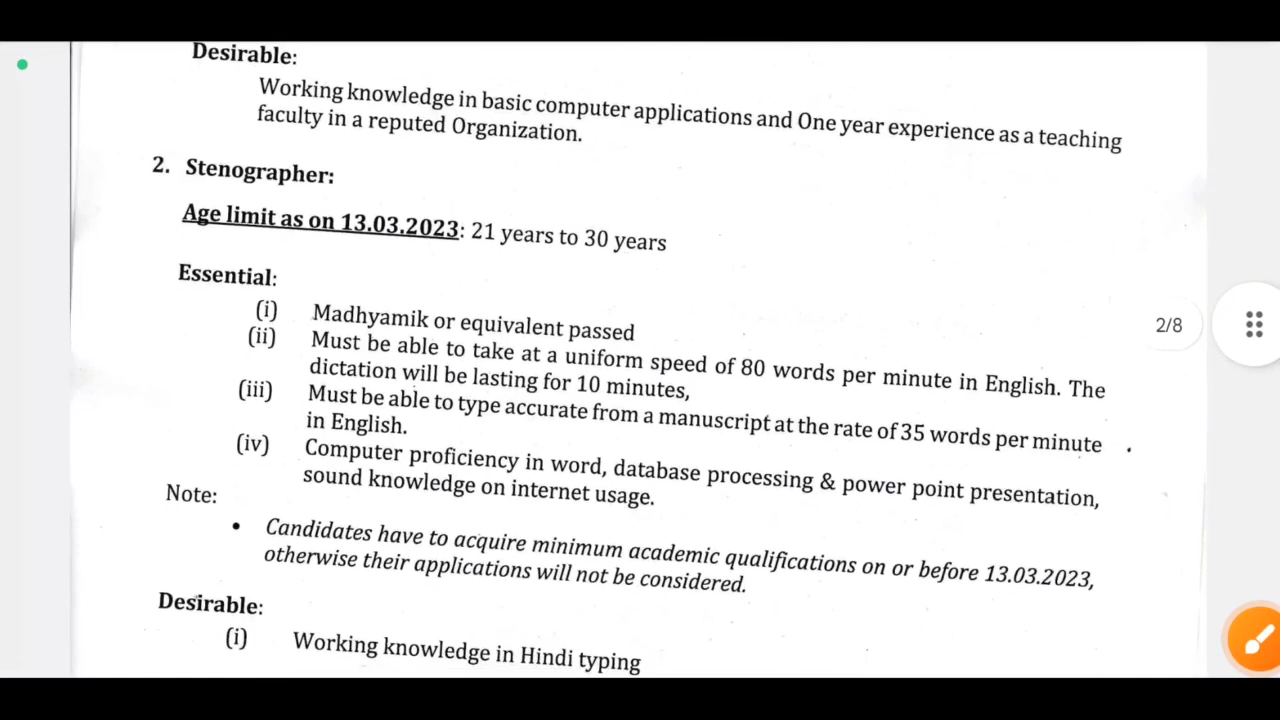 Desirable:
Working knowledge in basic computer applications and One year experience as a teaching
faculty in a reputed Organization.
2. Stenographer:
Age limit as on 13.03.2023: 21 years to 30 years
Essential:
(i) Madhyamik or equivalent passed
(ii) Must be able to take at a uniform speed of 80 words per minute in English. The
dictation will be lasting for 10 minutes,
(iii) Must be able to type accurate from a manuscript at the rate of 35 words per minute
in English.
(iv) Computer proficiency in word, database processing & power point presentation,
sound knowledge on internet usage.
Note:
• Candidates have to acquire minimum academic qualifications on or before 13.03.2023,
otherwise their applications will not be considered.
Desirable:
(i) Working knowledge in Hindi typing
2/8